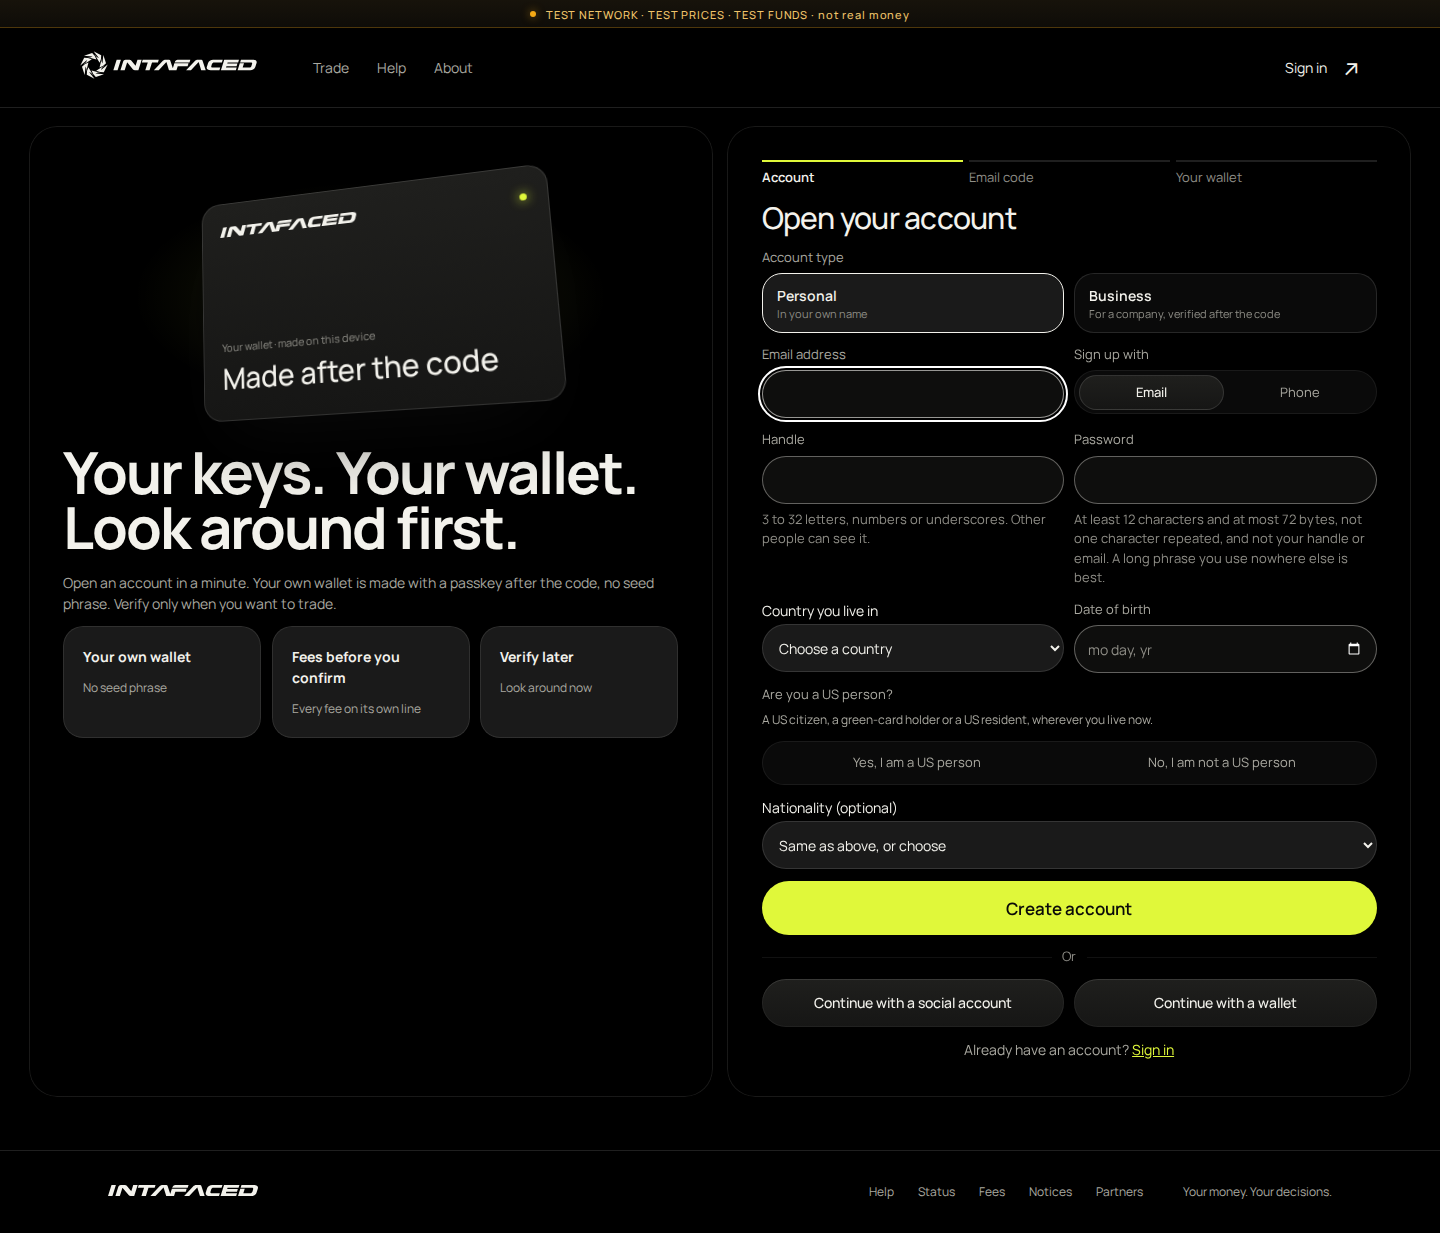 TEST NETWORK · TEST PRICES · TEST FUNDS · not real money
INTAFACED
Trade
Help
About
Sign in
INTAFACED
Your wallet · made on this device
Made after the code
Your keys. Your wallet.
Look around first.
Open an account in a minute. Your own wallet is made with a passkey after the code, no seed
phrase. Verify only when you want to trade.
Your own wallet
No seed phrase
Fees before you
confirm
Every fee on its own line
Verify later
Look around now
Account
Email code
Your wallet
Open your account
Account type
Personal
In your own name
Business
For a company, verified after the code
Email address
Sign up with
Email
Phone
Handle
Password
3 to 32 letters, numbers or underscores. Other
people can see it.
At least 12 characters and at most 72 bytes, not
one character repeated, and not your handle or
email. A long phrase you use nowhere else is
best.
Country you live in
Date of birth
Choose a country
mo day, yr
Are you a US person?
A US citizen, a green-card holder or a US resident, wherever you live now.
Yes, I am a US person
No, I am not a US person
Nationality (optional)
Same as above, or choose
Create account
Or
Continue with a social account
Continue with a wallet
Already have an account? Sign in
INTAFACED
Help
Status
Fees
Notices
Partners
Your money. Your decisions.